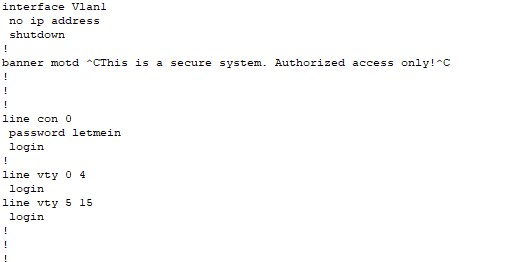 interface Vlan1
 no ip address
 shutdown
!
banner motd ^CThis is a secure system. Authorized access only!^C
!
!
!
line con 0
 password letmein
 login
!
line vty 0 4
 login
line vty 5 15
 login
!
!
!